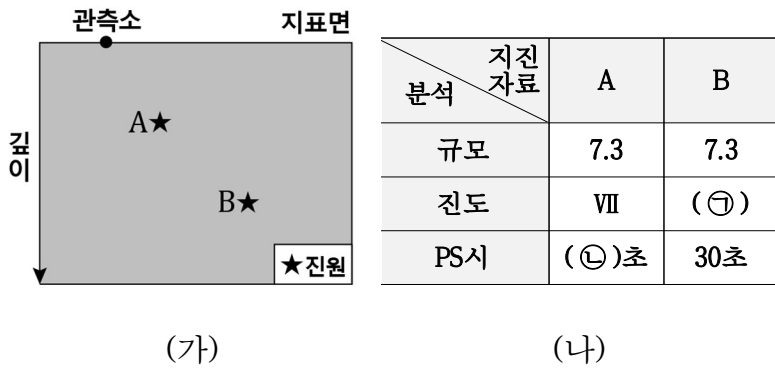 관측소 지표면
깊이
A★
B★
★진원
(가)
지진 자료 분석 A B
규모 7.3 7.3
진도 Ⅶ (㉠)
PS시 (㉡)초 30초
(나)